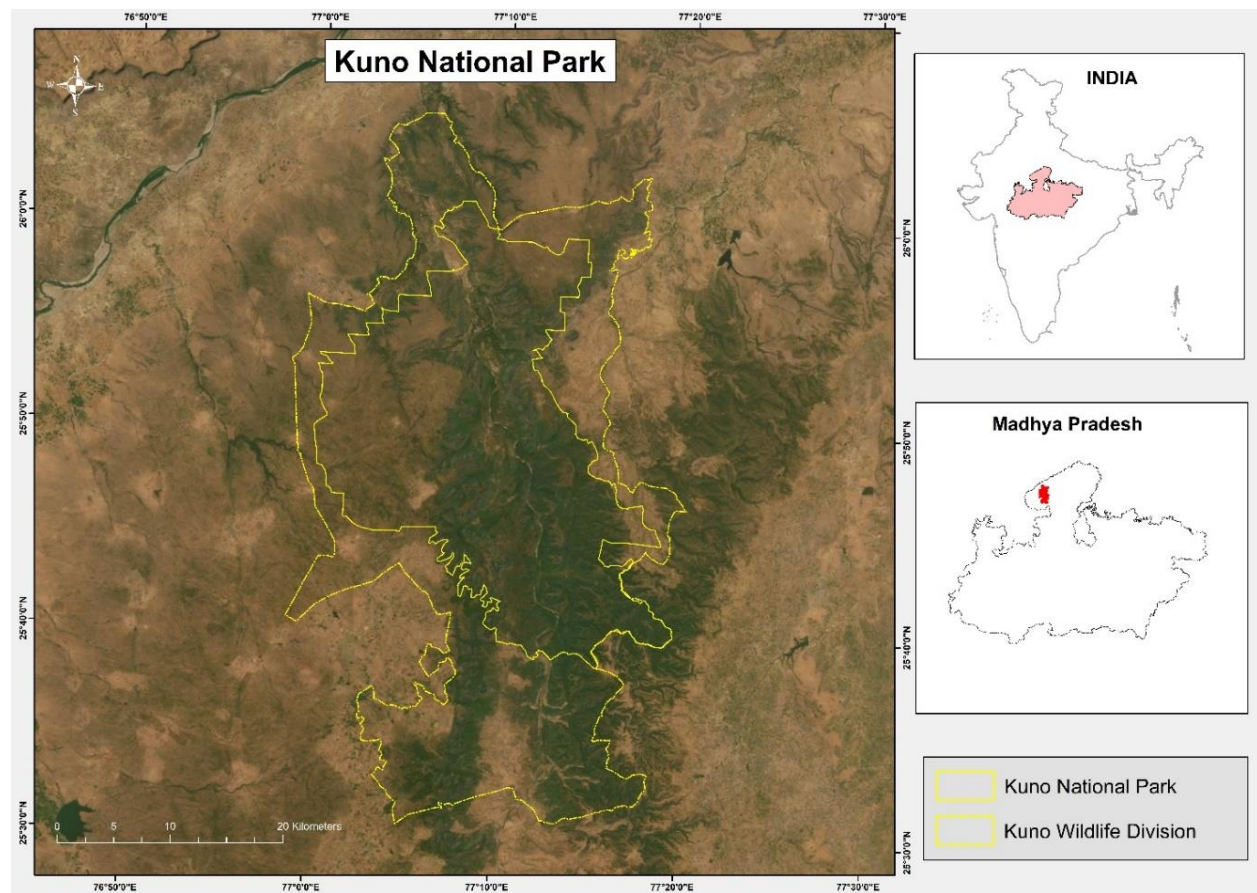 76°50'0"E 77°0'0"E 77°10'0"E 77°20'0"E 77°30'0"E
Kuno National Park
N
W E
S
26°0'0"N
25°50'0"N
25°40'0"N
25°30'0"N
0 5 10 20 Kilometers
26°0'0"N
25°50'0"N
25°40'0"N
25°30'0"N
76°50'0"E 77°0'0"E 77°10'0"E 77°20'0"E 77°30'0"E
INDIA
Madhya Pradesh
Kuno National Park
Kuno Wildlife Division